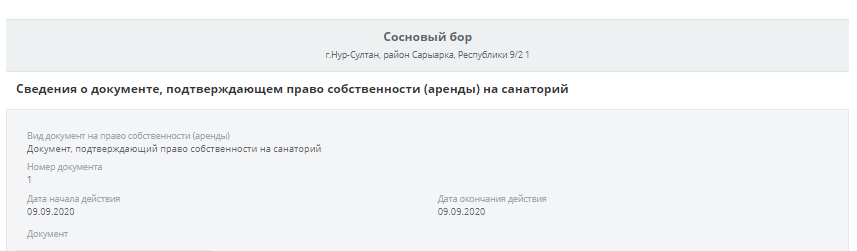 Сосновый бор
г.Нур-Султан, район Сарыарка, Республики 9/2 1
Сведения о документе, подтверждающем право собственности (аренды) на санаторий
Вид документ на право собственности (аренды)
Документ, подтверждающий право собственности на санаторий
Номер документа
1
Дата начала действия Дата окончания действия
09.09.2020 09.09.2020
Документ